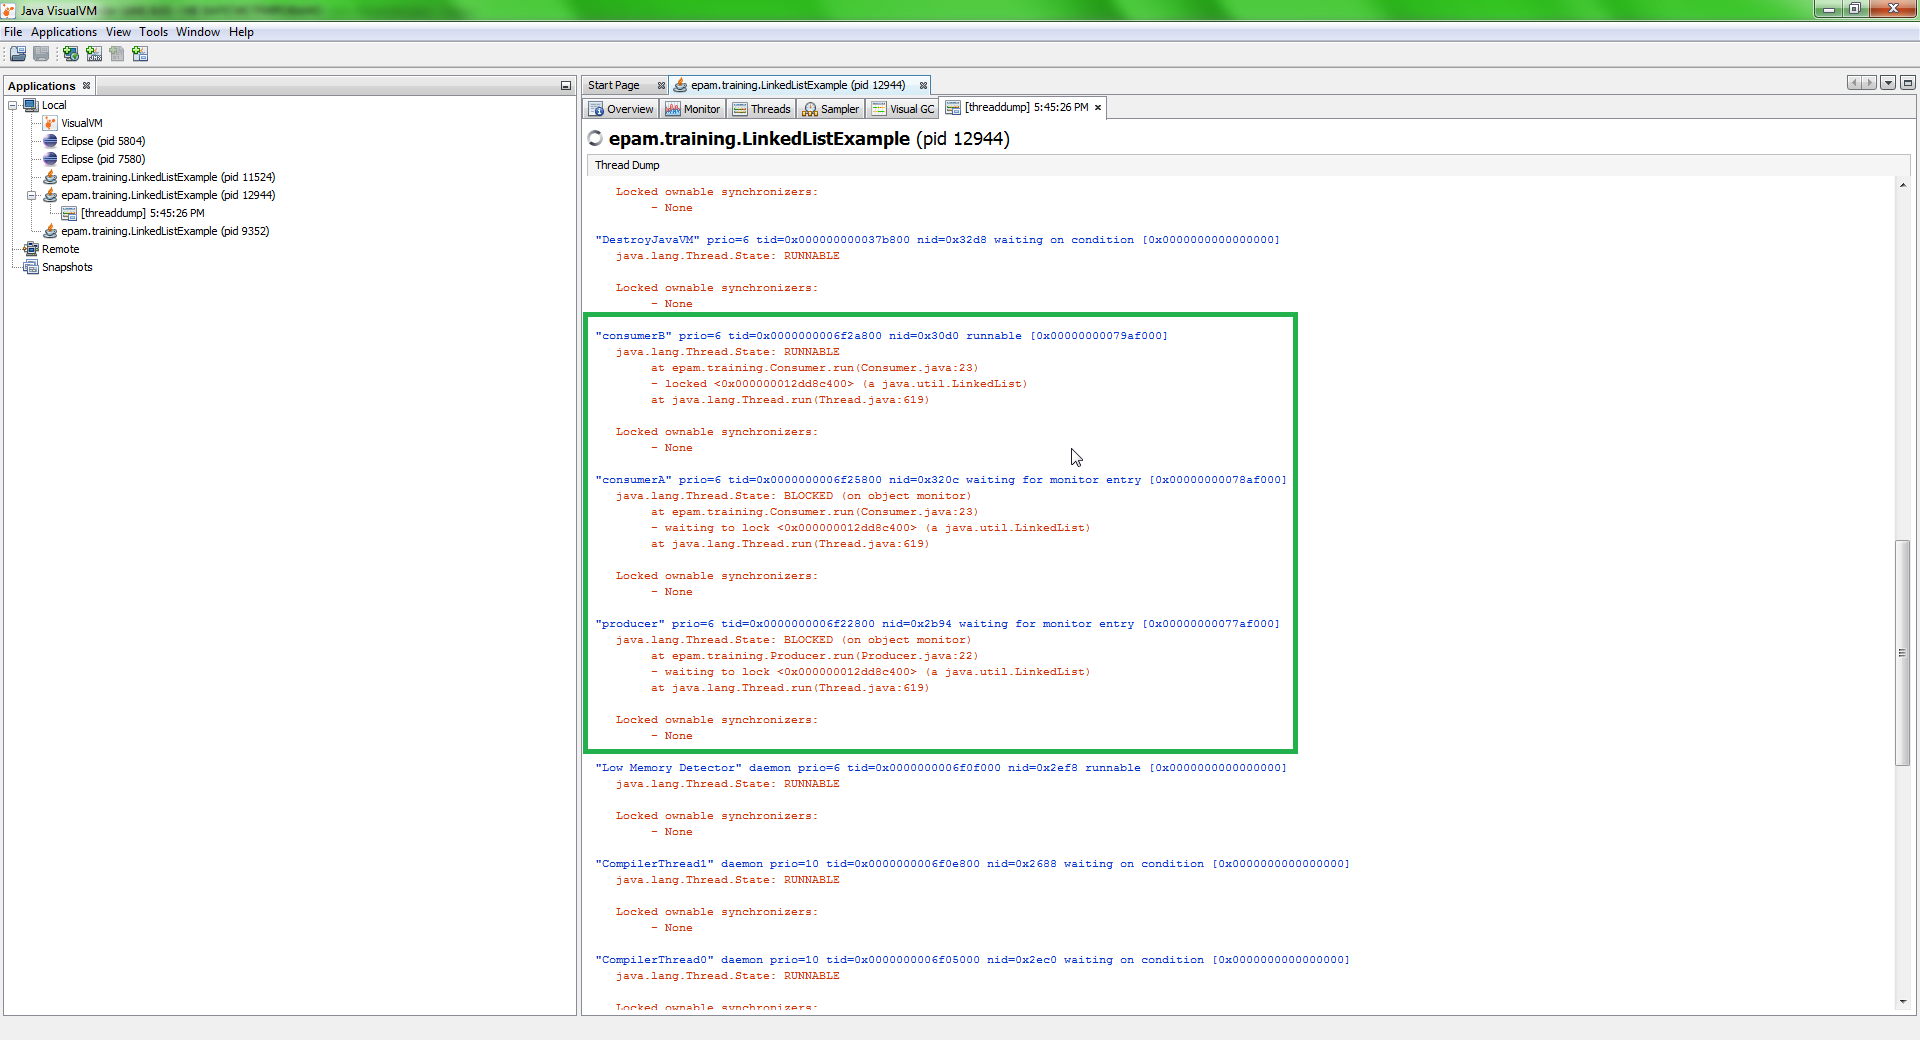 Java VisualVM
File Applications View Tools Window Help
Applications
Local
VisualVM
Eclipse (pid 5804)
Eclipse (pid 7580)
epam.training.LinkedListExample (pid 11524)
epam.training.LinkedListExample (pid 12944)
[threaddump] 5:45:26 PM
epam.training.LinkedListExample (pid 9352)
Remote
Snapshots
Start Page epam.training.LinkedListExample (pid 12944)
Overview Monitor Threads Sampler Visual GC [threaddump] 5:45:26 PM
epam.training.LinkedListExample (pid 12944)
Thread Dump
Locked ownable synchronizers:
- None
"DestroyJavaVM" prio=6 tid=0x000000000037b800 nid=0x32d8 waiting on condition [0x0000000000000000]
java.lang.Thread.State: RUNNABLE
Locked ownable synchronizers:
- None
"consumerB" prio=6 tid=0x0000000006f2a800 nid=0x30d0 runnable [0x00000000079af000]
java.lang.Thread.State: RUNNABLE
at epam.training.Consumer.run(Consumer.java:23)
- locked <0x000000012dd8c400> (a java.util.LinkedList)
at java.lang.Thread.run(Thread.java:619)
Locked ownable synchronizers:
- None
"consumerA" prio=6 tid=0x0000000006f25800 nid=0x320c waiting for monitor entry [0x00000000078af000]
java.lang.Thread.State: BLOCKED (on object monitor)
at epam.training.Consumer.run(Consumer.java:23)
- waiting to lock <0x000000012dd8c400> (a java.util.LinkedList)
at java.lang.Thread.run(Thread.java:619)
Locked ownable synchronizers:
- None
"producer" prio=6 tid=0x0000000006f22800 nid=0x2b94 waiting for monitor entry [0x00000000077af000]
java.lang.Thread.State: BLOCKED (on object monitor)
at epam.training.Producer.run(Producer.java:22)
- waiting to lock <0x000000012dd8c400> (a java.util.LinkedList)
at java.lang.Thread.run(Thread.java:619)
Locked ownable synchronizers:
- None
"Low Memory Detector" daemon prio=6 tid=0x0000000006f0f000 nid=0x2ef8 runnable [0x0000000000000000]
java.lang.Thread.State: RUNNABLE
Locked ownable synchronizers:
- None
"CompilerThread1" daemon prio=10 tid=0x0000000006f0e800 nid=0x2688 waiting on condition [0x0000000000000000]
java.lang.Thread.State: RUNNABLE
Locked ownable synchronizers:
- None
"CompilerThread0" daemon prio=10 tid=0x0000000006f05000 nid=0x2ec0 waiting on condition [0x0000000000000000]
java.lang.Thread.State: RUNNABLE
Locked ownable synchronizers: